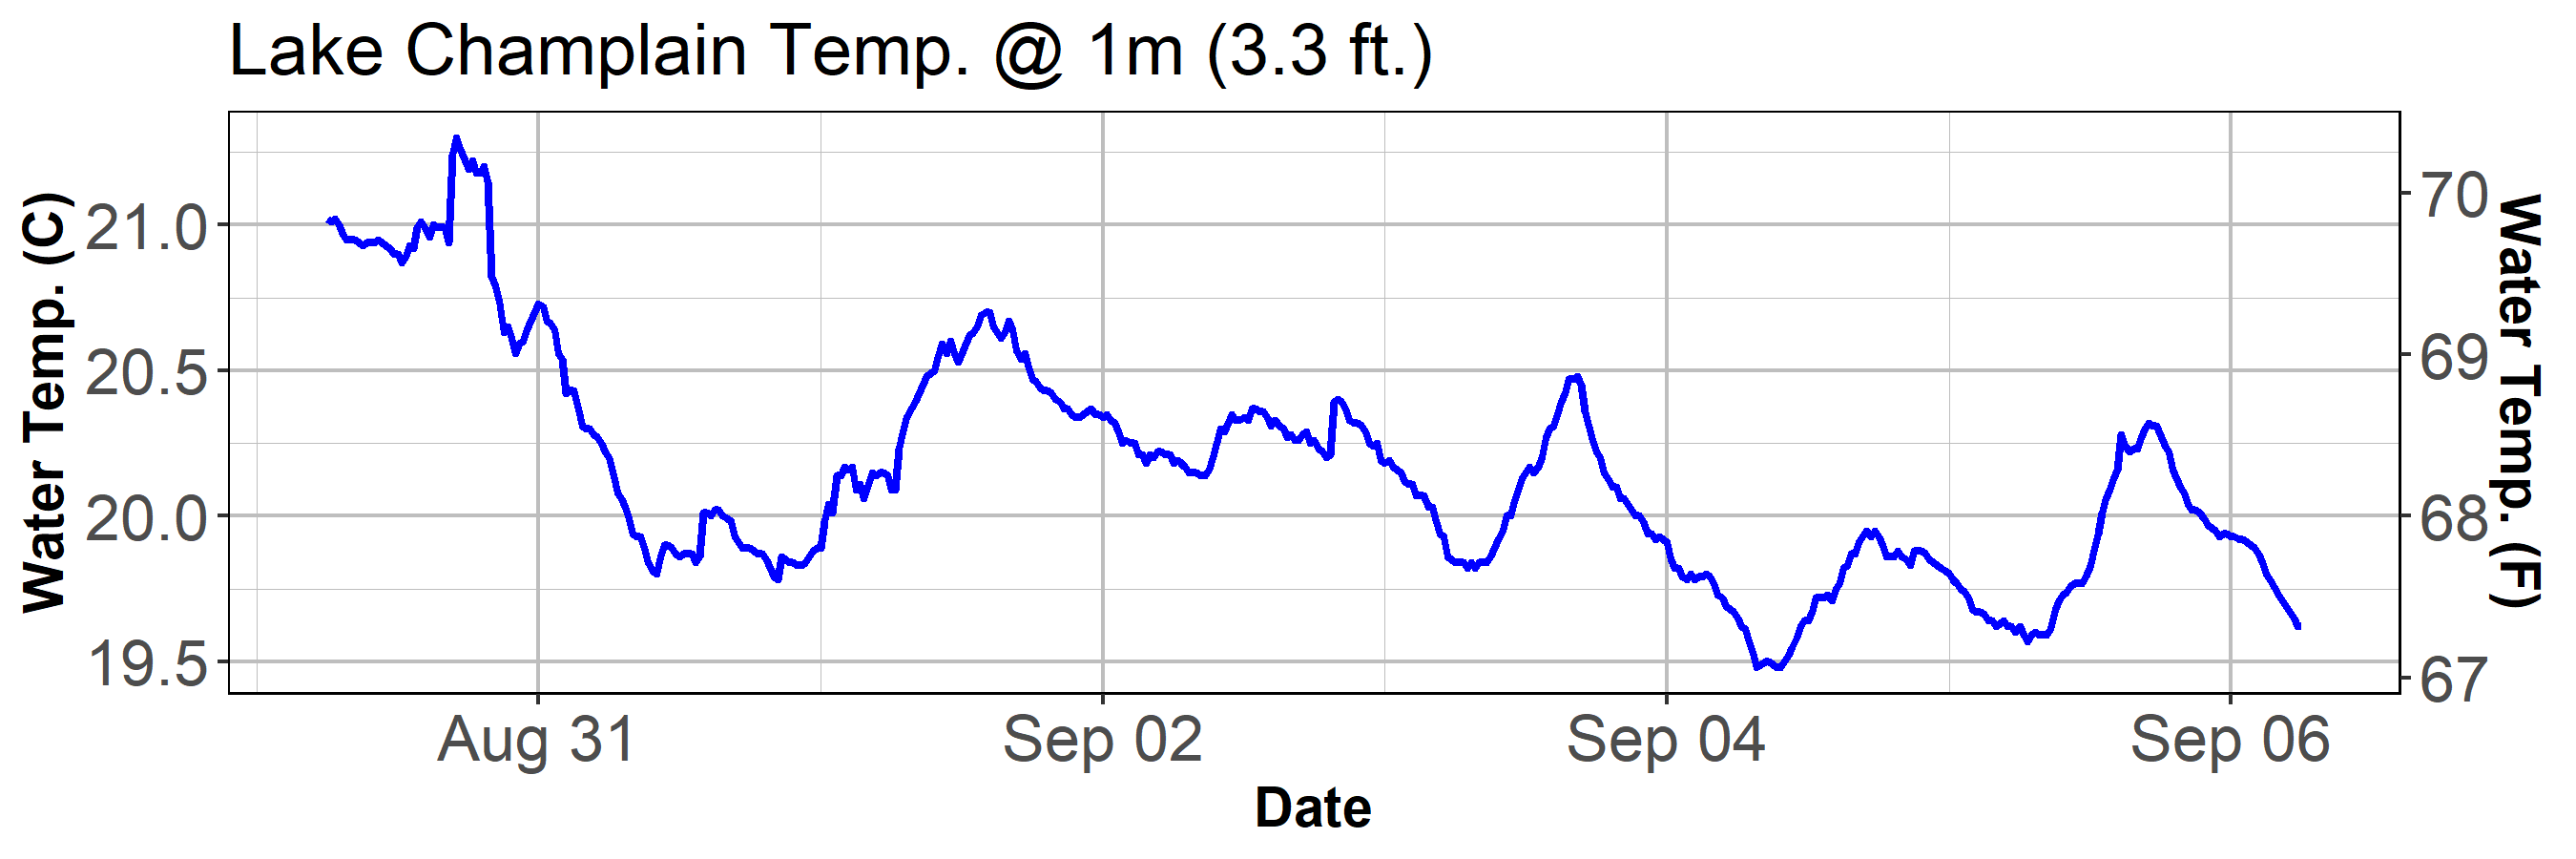 Lake Champlain Temp. @ 1m (3.3 ft.)
Water Temp. (C)
21.0
20.5
20.0
19.5
70
69
68
67
Water Temp. (F)
Aug 31 Sep 02 Sep 04 Sep 06
Date